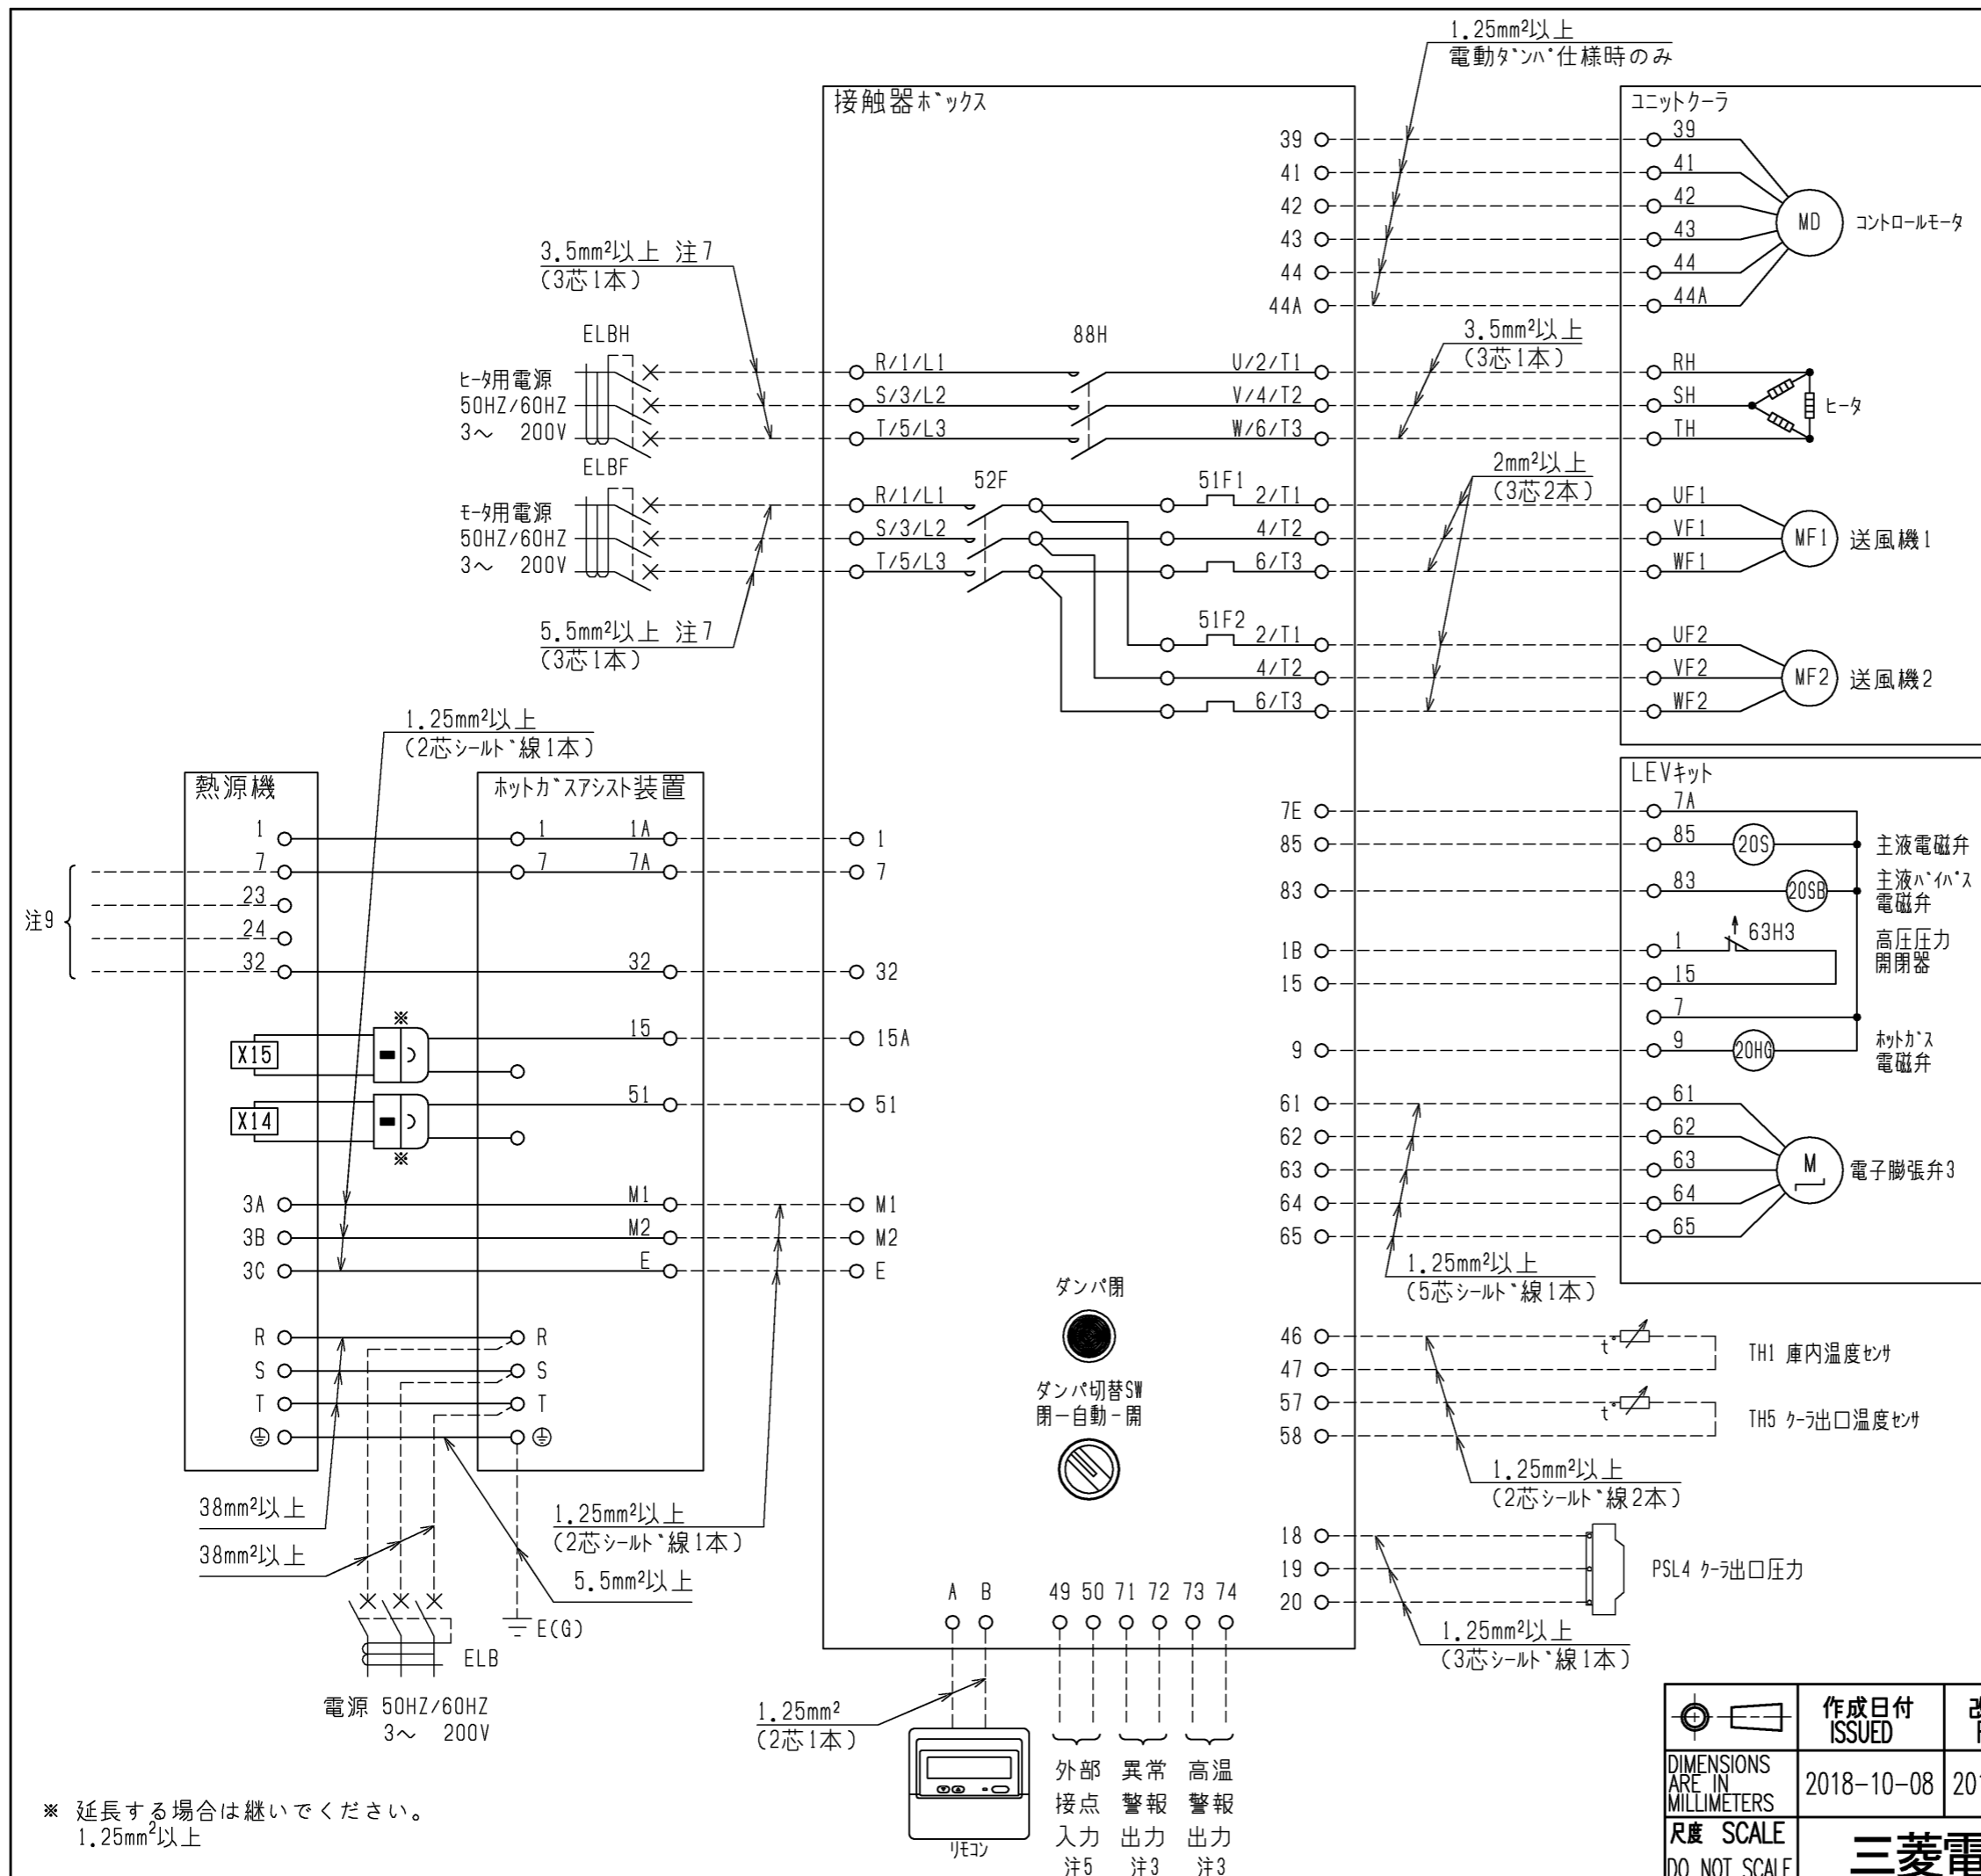 1.25mm²以上
電動ダンパ仕様時のみ
接触器ボックス
ユニットクーラ
39
41
42
43
44
44A
39
41
42
43
44
44A
MD
コントロールモータ
3.5mm²以上 注7
(3芯1本)
ELBH
ヒータ用電源
50HZ/60HZ
3～ 200V
88H
R/1/L1
S/3/L2
T/5/L3
U/2/T1
V/4/T2
W/6/T3
3.5mm²以上
(3芯1本)
RH
SH
TH
ヒータ
ELBF
モータ用電源
50HZ/60HZ
3～ 200V
5.5mm²以上 注7
(3芯1本)
52F
R/1/L1
S/3/L2
T/5/L3
51F1
2/T1
4/T2
6/T3
51F2
2/T1
4/T2
6/T3
2mm²以上
(3芯2本)
UF1
VF1
WF1
MF1
送風機1
UF2
VF2
WF2
MF2
送風機2
1.25mm²以上
(2芯シールド線1本)
熱源機
ホットガスアシスト装置
注9
1
7
23
24
32
1
7
1A
7A
32
1
7
32
※
X15
15
15A
X14
51
51
※
3A
3B
3C
M1
M2
E
M1
M2
E
R
S
T
R
S
T
38mm²以上
38mm²以上
1.25mm²以上
(2芯シールド線1本)
5.5mm²以上
E(G)
ELB
電源 50HZ/60HZ
3～ 200V
LEVキット
7E
85
83
1B
15
9
7A
85
83
1
15
7
9
20S
主液電磁弁
20SB
主液バイパス
電磁弁
63H3
高圧圧力
開閉器
20HG
ホットガス
電磁弁
61
62
63
64
65
61
62
63
64
65
M
電子膨張弁3
1.25mm²以上
(5芯シールド線1本)
ダンパ閉
ダンパ切替SW
閉－自動－開
46
47
57
58
t°
TH1 庫内温度センサ
t°
TH5 クーラ出口温度センサ
1.25mm²以上
(2芯シールド線2本)
18
19
20
PSL4 クーラ出口圧力
1.25mm²以上
(3芯シールド線1本)
A B 49 50 71 72 73 74
1.25mm²
(2芯1本)
リモコン
外部
接点
入力
注5
異常
警報
出力
注3
高温
警報
出力
注3
※ 延長する場合は継いでください。
1.25mm²以上
作成日付
ISSUED
DIMENSIONS
ARE IN
MILLIMETERS
2018-10-08
201
尺度 SCALE
DO NOT SCALE
三菱電